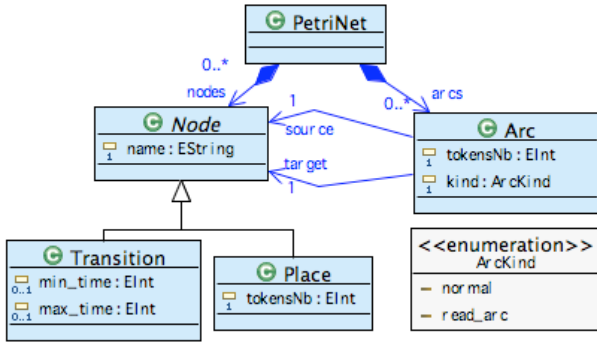 C PetriNet
0..*
nodes
0..*
arcs
C Node
1 name : EString
1
source
target
1
C Arc
1 tokensNb : EInt
1 kind : ArcKind
C Transition
0..1 min_time : EInt
0..1 max_time : EInt
C Place
1 tokensNb : EInt
<<enumeration>>
ArcKind
normal
read_arc